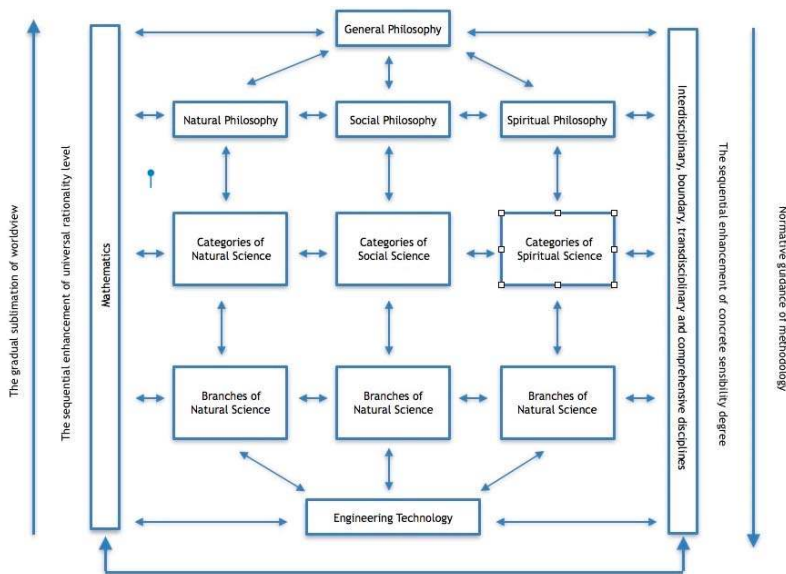 General Philosophy
Natural Philosophy
Social Philosophy
Spiritual Philosophy
Categories of
Natural Science
Categories of
Social Science
Categories of
Spiritual Science
Branches of
Natural Science
Branches of
Natural Science
Branches of
Natural Science
Engineering Technology
The gradual sublimation of worldview
The sequential enhancement of universal rationality level
Mathematics
Interdisciplinary, boundary, transdisciplinary and comprehensive disciplines
The sequential enhancement of concrete sensibility degree
Normative guidance of methodology